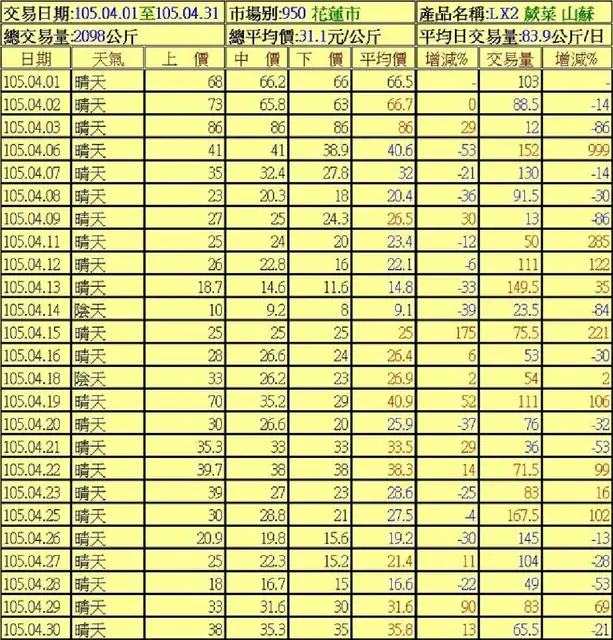 交易日期:105.04.01至105.04.31 市場別:950 花蓮市 產品名稱:LX2 蕨菜 山蘇
總交易量:2098公斤 總平均價:31.1元/公斤 平均日交易量:83.9公斤/日
日期 天氣 上 價 中 價 下 價 平均價 增減% 交易量 增減%
105.04.01 晴天 68 66.2 66 66.5 - 103 -
105.04.02 晴天 73 65.8 63 66.7 0 88.5 -14
105.04.03 晴天 86 86 86 86 29 12 -86
105.04.06 晴天 41 41 38.9 40.6 -53 152 999
105.04.07 晴天 35 32.4 27.8 32 -21 130 -14
105.04.08 晴天 23 20.3 18 20.4 -36 91.5 -30
105.04.09 晴天 27 25 24.3 26.5 30 13 -86
105.04.11 晴天 25 24 20 23.4 -12 50 285
105.04.12 晴天 26 22.8 16 22.1 -6 111 122
105.04.13 晴天 18.7 14.6 11.6 14.8 -33 149.5 35
105.04.14 陰天 10 9.2 8 9.1 -39 23.5 -84
105.04.15 晴天 25 25 25 25 175 75.5 221
105.04.16 晴天 28 26.6 24 26.4 6 53 -30
105.04.18 陰天 33 26.2 23 26.9 2 54 2
105.04.19 晴天 70 35.2 29 40.9 52 111 106
105.04.20 晴天 30 26.6 20 25.9 -37 76 -32
105.04.21 晴天 35.3 33 33 33.5 29 36 -53
105.04.22 晴天 39.7 38 38 38.3 14 71.5 99
105.04.23 晴天 39 27 23 28.6 -25 83 16
105.04.25 晴天 30 28.8 21 27.5 -4 167.5 102
105.04.26 晴天 20.9 19.8 15.6 19.2 -30 145 -13
105.04.27 晴天 25 22.3 15.2 21.4 11 104 -28
105.04.28 晴天 18 16.7 15 16.6 -22 49 -53
105.04.29 晴天 33 31.6 30 31.6 90 83 69
105.04.30 晴天 38 35.3 35 35.8 13 65.5 -21